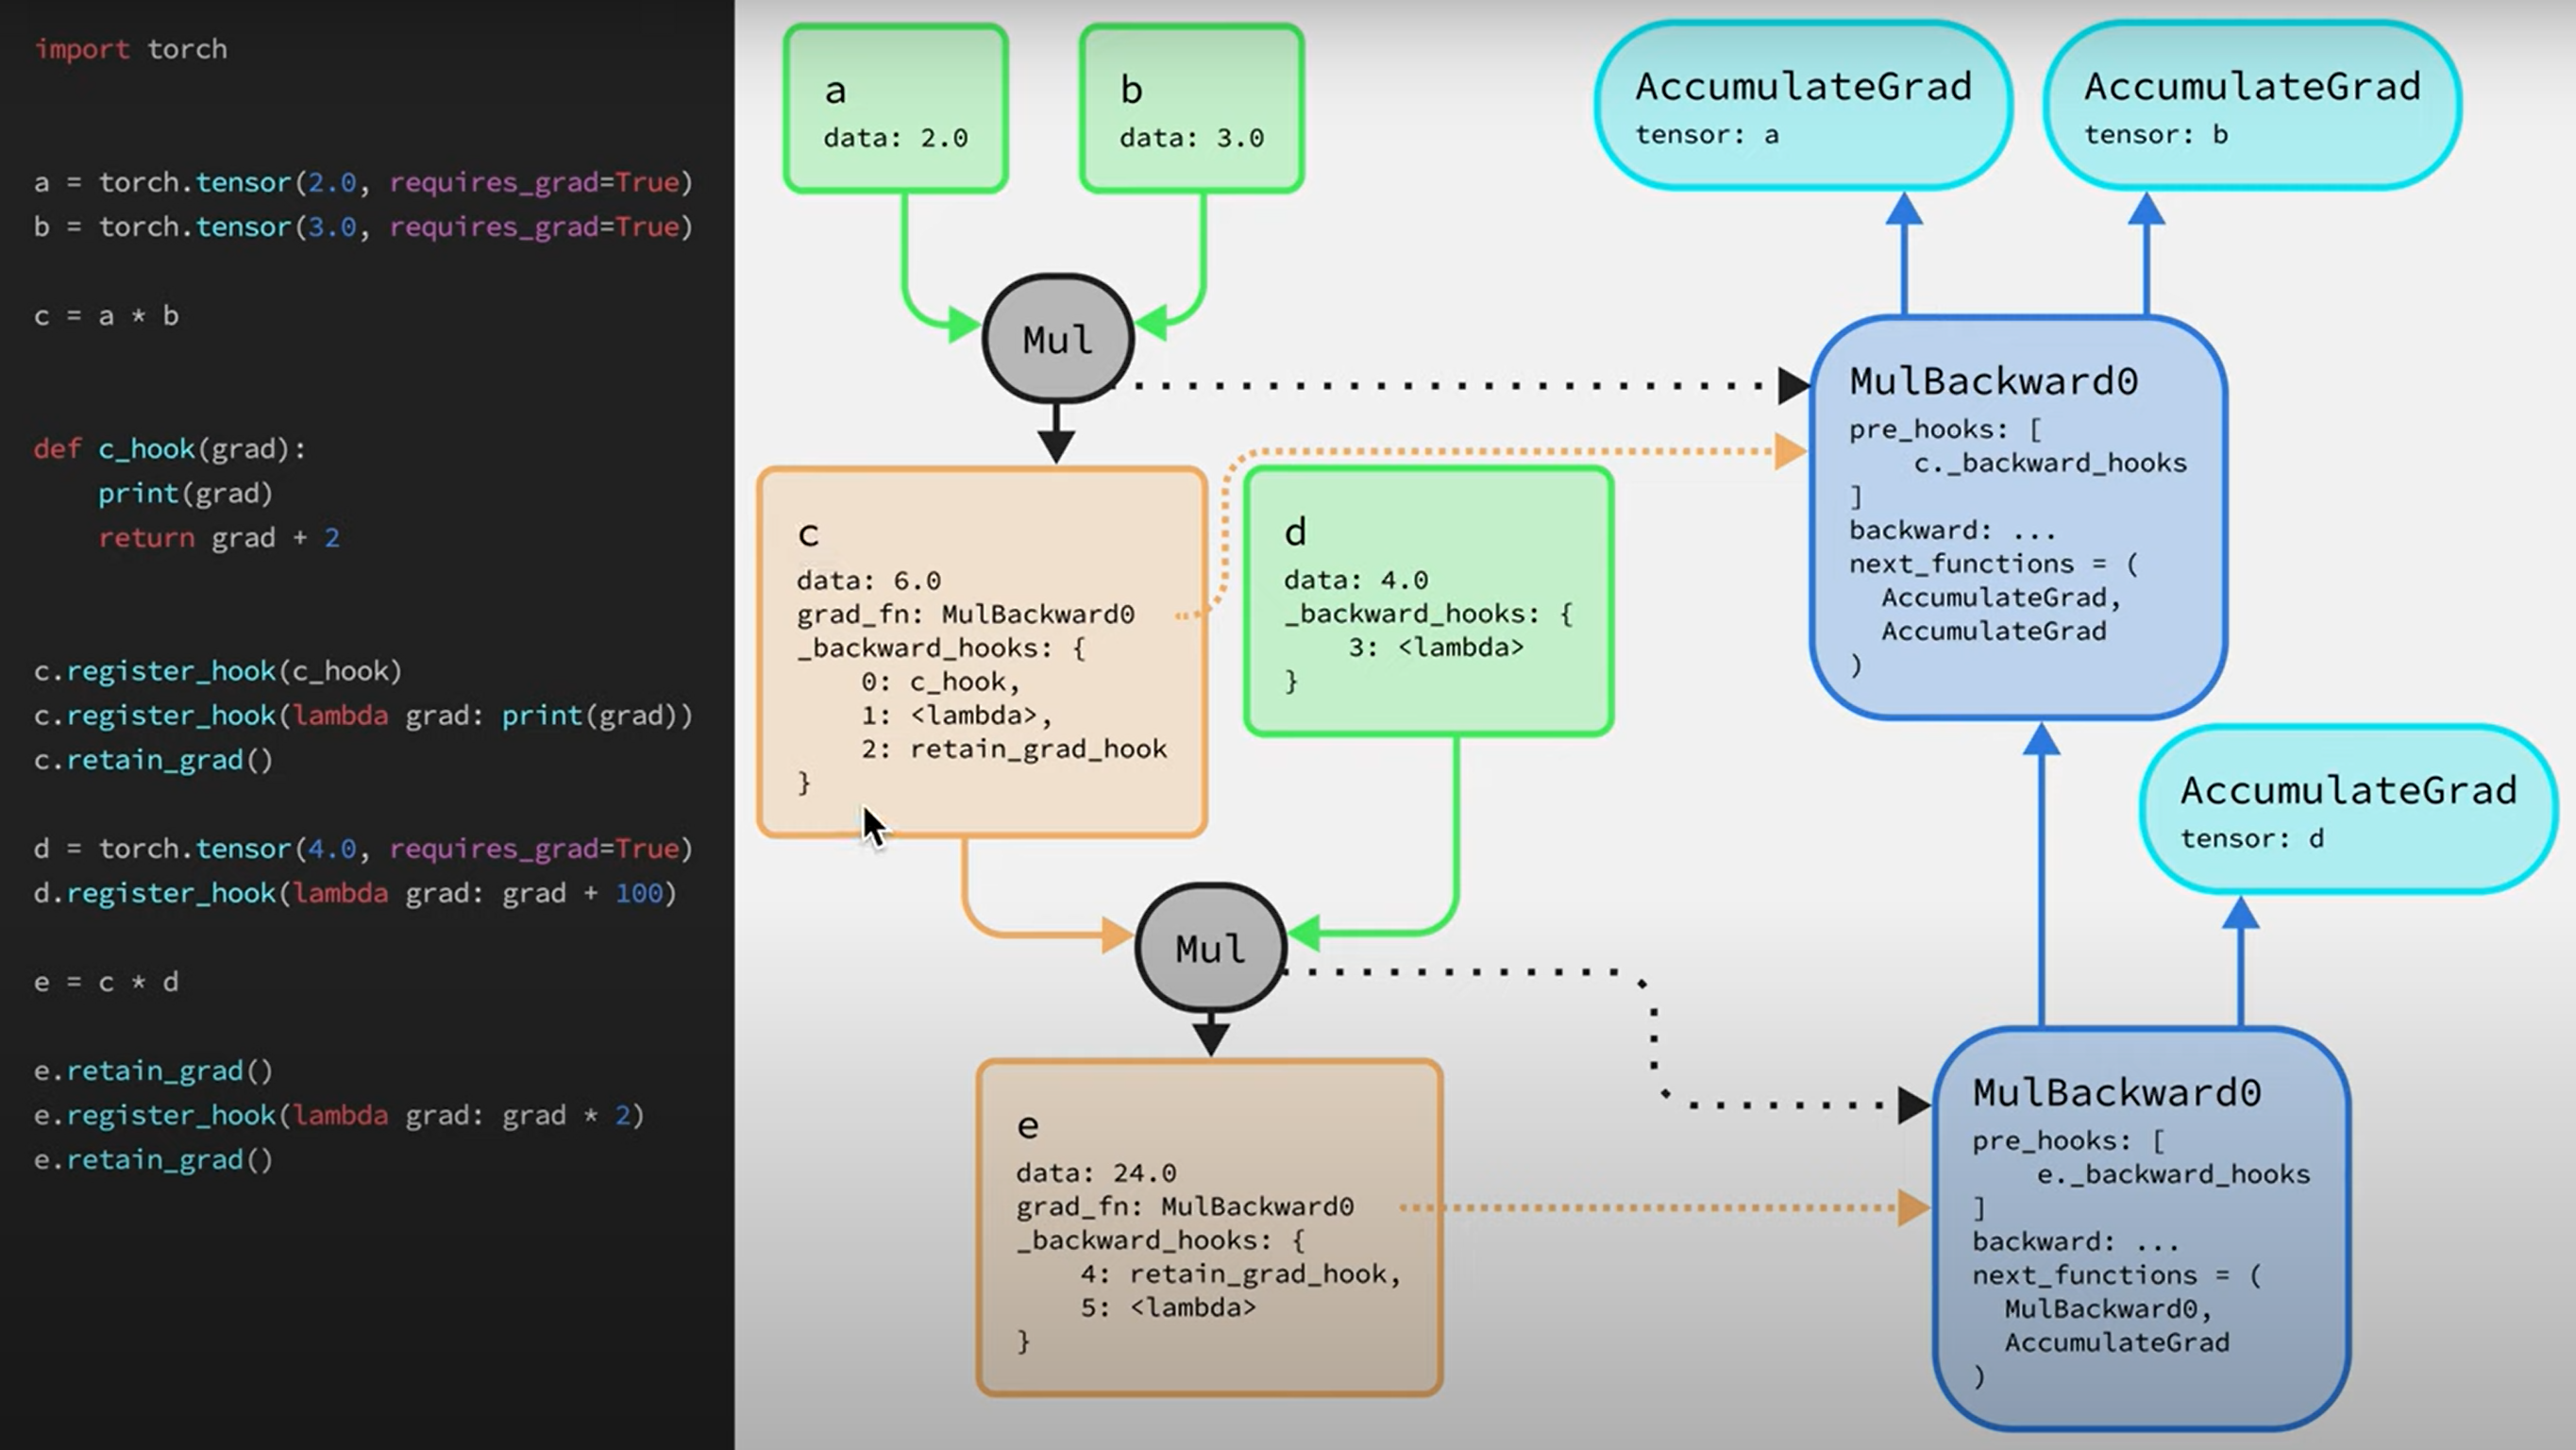 import torch
a = torch.tensor(2.0, requires_grad=True)
b = torch.tensor(3.0, requires_grad=True)
c = a * b
def c_hook(grad):
    print(grad)
    return grad + 2
c.register_hook(c_hook)
c.register_hook(lambda grad: print(grad))
c.retain_grad()
d = torch.tensor(4.0, requires_grad=True)
d.register_hook(lambda grad: grad + 100)
e = c * d
e.retain_grad()
e.register_hook(lambda grad: grad * 2)
e.retain_grad()
a
data: 2.0
b
data: 3.0
Mul
c
data: 6.0
grad_fn: MulBackward0
_backward_hooks: {
    0: c_hook,
    1: <lambda>,
    2: retain_grad_hook
}
d
data: 4.0
_backward_hooks: {
    3: <lambda>
}
Mul
e
data: 24.0
grad_fn: MulBackward0
_backward_hooks: {
    4: retain_grad_hook,
    5: <lambda>
}
AccumulateGrad
tensor: a
AccumulateGrad
tensor: b
MulBackward0
pre_hooks: [
    c._backward_hooks
]
backward: ...
next_functions = (
  AccumulateGrad,
  AccumulateGrad
)
AccumulateGrad
tensor: d
MulBackward0
pre_hooks: [
    e._backward_hooks
]
backward: ...
next_functions = (
  MulBackward0,
  AccumulateGrad
)